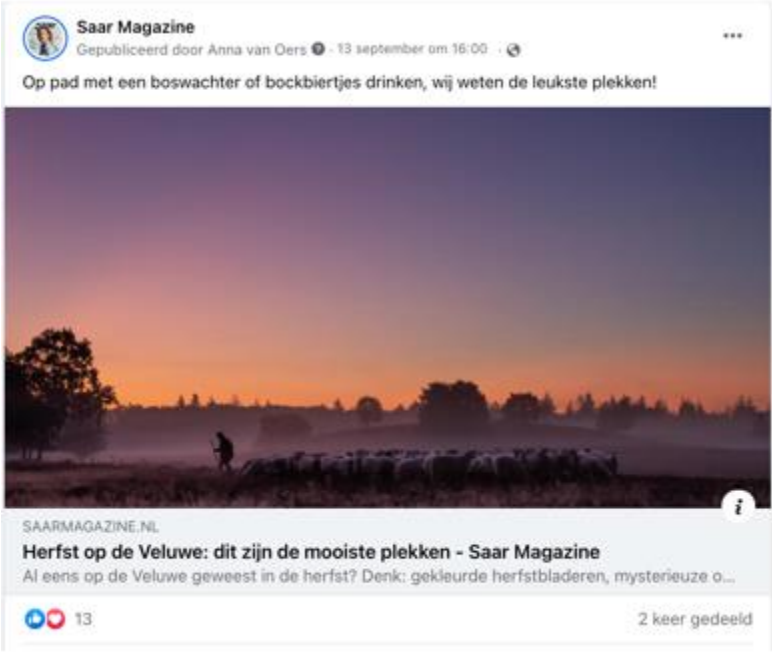 Saar Magazine
Gepubliceerd door Anna van Oers ? · 13 september om 16:00 ·
Op pad met een boswachter of bockbiertjes drinken, wij weten de leukste plekken!
i
SAARMAGAZINE.NL
Herfst op de Veluwe: dit zijn de mooiste plekken - Saar Magazine
Al eens op de Veluwe geweest in de herfst? Denk: gekleurde herfstbladeren, mysterieuze o...
13
2 keer gedeeld